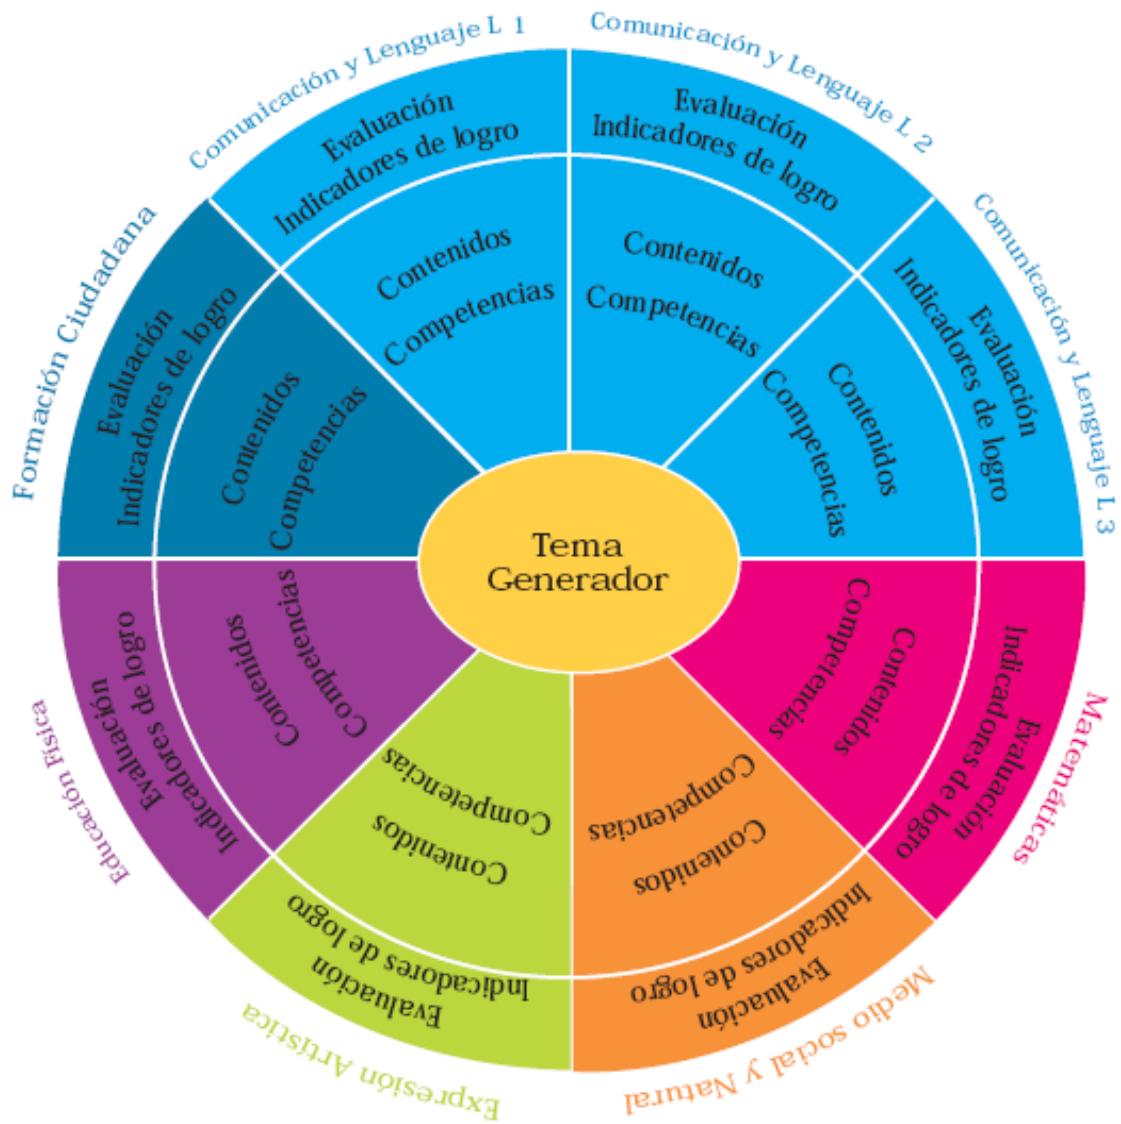 Comunicación y Lenguaje L 1
Evaluación
Indicadores de logro
Contenidos
Competencias
Comunicación y Lenguaje L 2
Evaluación
Indicadores de logro
Contenidos
Competencias
Comunicación y Lenguaje L 3
Evaluación
Indicadores de logro
Contenidos
Competencias
Matemáticas
Evaluación
Indicadores de logro
Contenidos
Competencias
Medio social y Natural
Evaluación
Indicadores de logro
Contenidos
Competencias
Expresión Artística
Evaluación
Indicadores de logro
Contenidos
Competencias
Educación Física
Evaluación
Indicadores de logro
Contenidos
Competencias
Formación Ciudadana
Evaluación
Indicadores de logro
Contenidos
Competencias
Tema
Generador